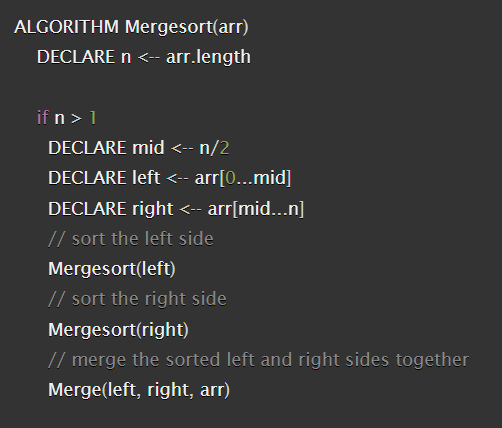 ALGORITHM Mergesort(arr)
DECLARE n <-- arr.length
if n > 1
DECLARE mid <-- n/2
DECLARE left <-- arr[0...mid]
DECLARE right <-- arr[mid...n]
// sort the left side
Mergesort(left)
// sort the right side
Mergesort(right)
// merge the sorted left and right sides together
Merge(left, right, arr)